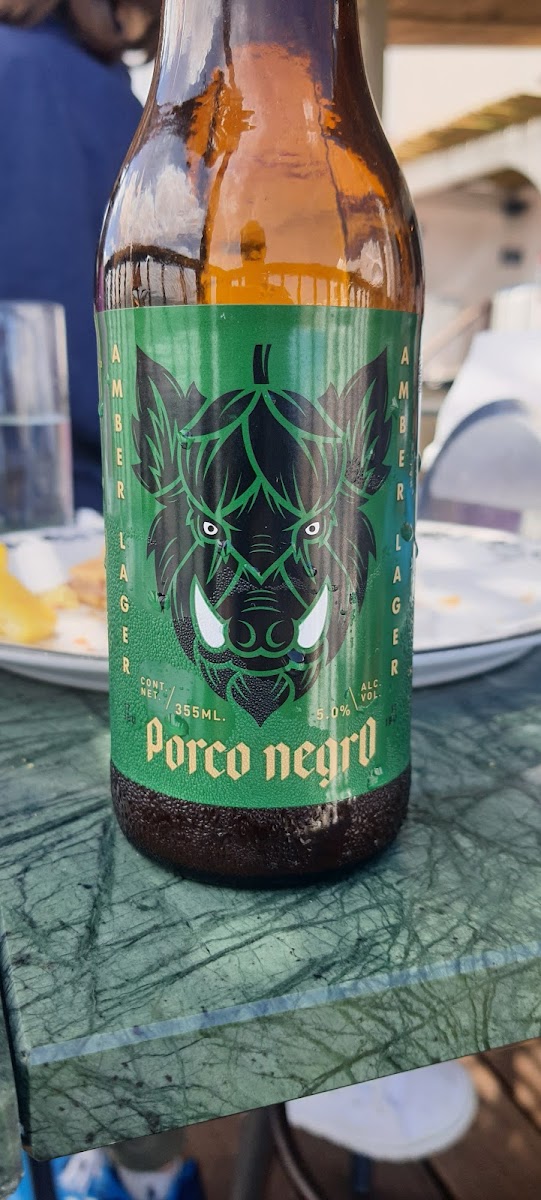 AMBER LAGER
AMBER LAGER
CONT.
NET
355ML.
ALC.
VOL.
5.0%
Porco negro